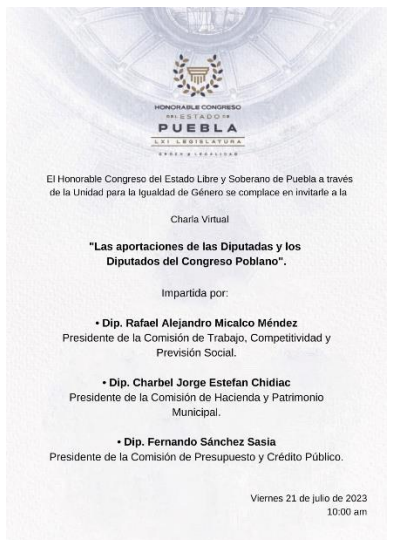 HONORABLE CONGRESO
DEL ESTADO DE
PUEBLA
LXI LEGISLATURA
ORDEN & LEGALIDAD
El Honorable Congreso del Estado Libre y Soberano de Puebla a través
de la Unidad para la Igualdad de Género se complace en invitarle a la
Charla Virtual
"Las aportaciones de las Diputadas y los
Diputados del Congreso Poblano".
Impartida por:
• Dip. Rafael Alejandro Micalco Méndez
Presidente de la Comisión de Trabajo, Competitividad y
Previsión Social.
• Dip. Charbel Jorge Estefan Chidiac
Presidente de la Comisión de Hacienda y Patrimonio
Municipal.
• Dip. Fernando Sánchez Sasia
Presidente de la Comisión de Presupuesto y Crédito Público.
Viernes 21 de julio de 2023
10:00 am